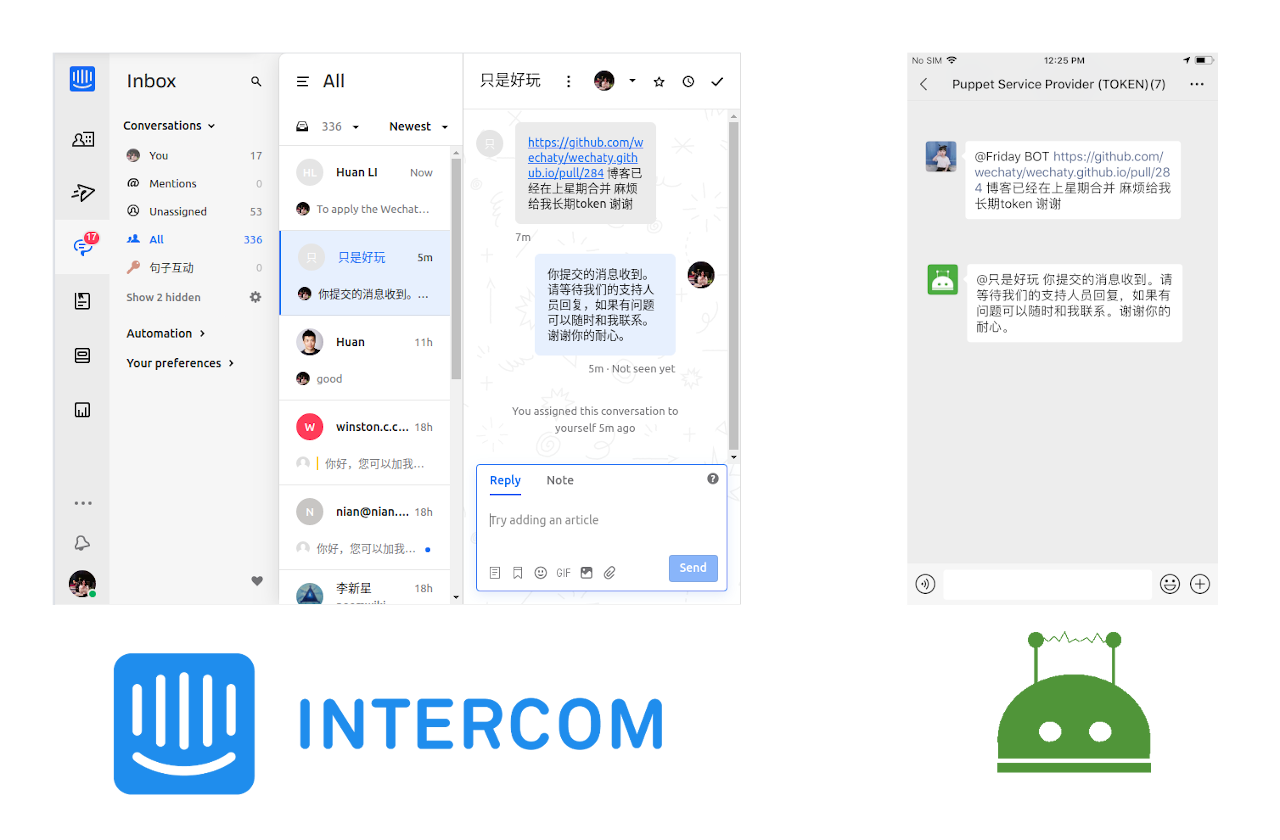 Inbox
Conversations
You 17
Mentions 0
Unassigned 53
All 336
句子互动 0
Show 2 hidden
Automation
Your preferences
17
All
336 Newest
HL Huan LI Now
To apply the Wechat...
只 只是好玩 5m
你提交的消息收到。...
Huan 11h
good
W winston.c.c... 18h
你好，您可以加我...
N nian@nian.... 18h
你好，您可以加我...
李新星 18h
只是好玩
只
https://github.com/w
echaty/wechaty.gith
ub.io/pull/284 博客已
经在上星期合并 麻烦
给我长期token 谢谢
7m
你提交的消息收到。
请等待我们的支持人
员回复，如果有问题
可以随时和我联系。
谢谢你的耐心。
5m · Not seen yet
You assigned this conversation to
yourself 5m ago
Reply Note
Try adding an article
GIF Send
No SIM 12:25 PM
Puppet Service Provider (TOKEN)(7)
@Friday BOT https://github.com/
wechaty/wechaty.github.io/pull/28
4 博客已经在上星期合并 麻烦给我
长期token 谢谢
@只是好玩 你提交的消息收到。请
等待我们的支持人员回复，如果有
问题可以随时和我联系。谢谢你的
耐心。
INTERCOM